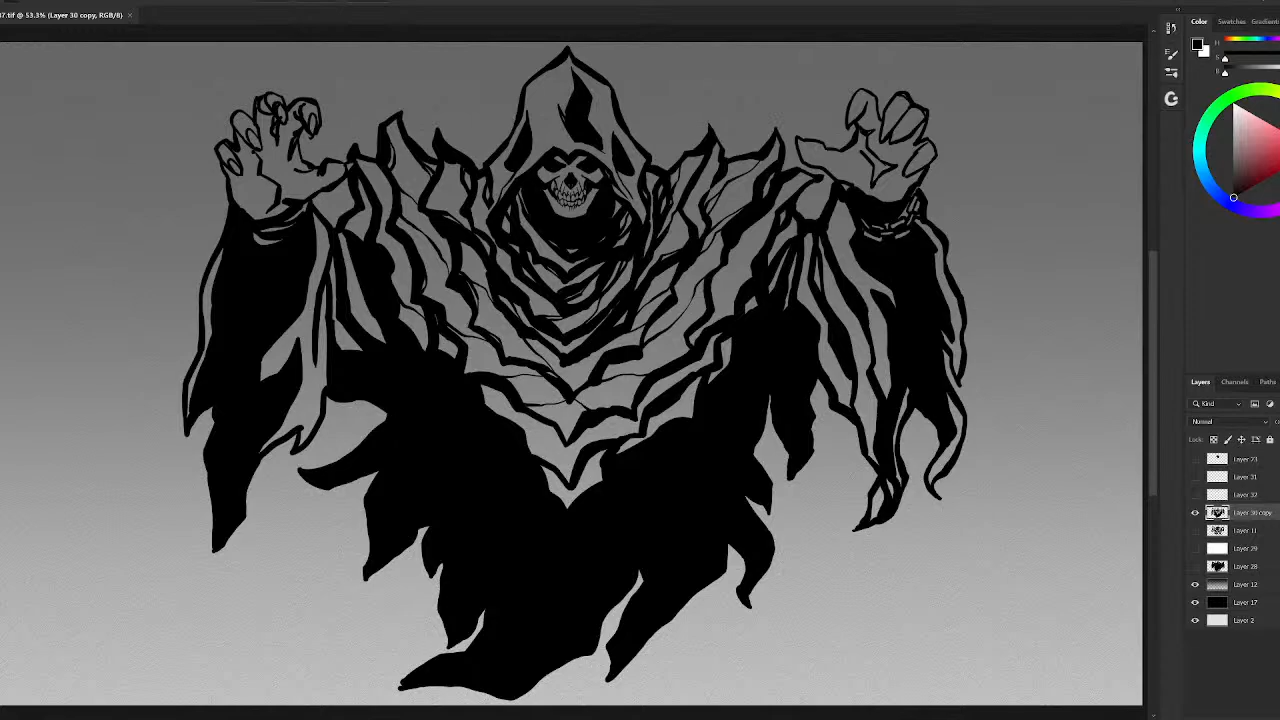 37.tif @ 53.3% (Layer 30 copy, RGB/8) ×
Color Swatches Gradients
H
S
B
Layers Channels Paths
Kind
Normal
Lock:
Layer 23
Layer 31
Layer 32
Layer 30 copy
Layer 11
Layer 29
Layer 28
Layer 12
Layer 17
Layer 2